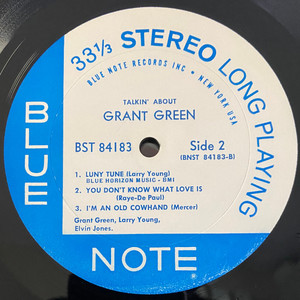 33 1/3 STEREO LONG PLAYING
BLUE NOTE RECORDS INC • NEW YORK USA
TALKIN' ABOUT
GRANT GREEN
BST 84183
Side 2
(BNST 84183-B)
1. LUNY TUNE (Larry Young)
BLUE HORIZON MUSIC - BMI
2. YOU DON'T KNOW WHAT LOVE IS
(Raye-De Paul)
3. I'M AN OLD COWHAND (Mercer)
Grant Green, Larry Young,
Elvin Jones.
BLUE
NOTE